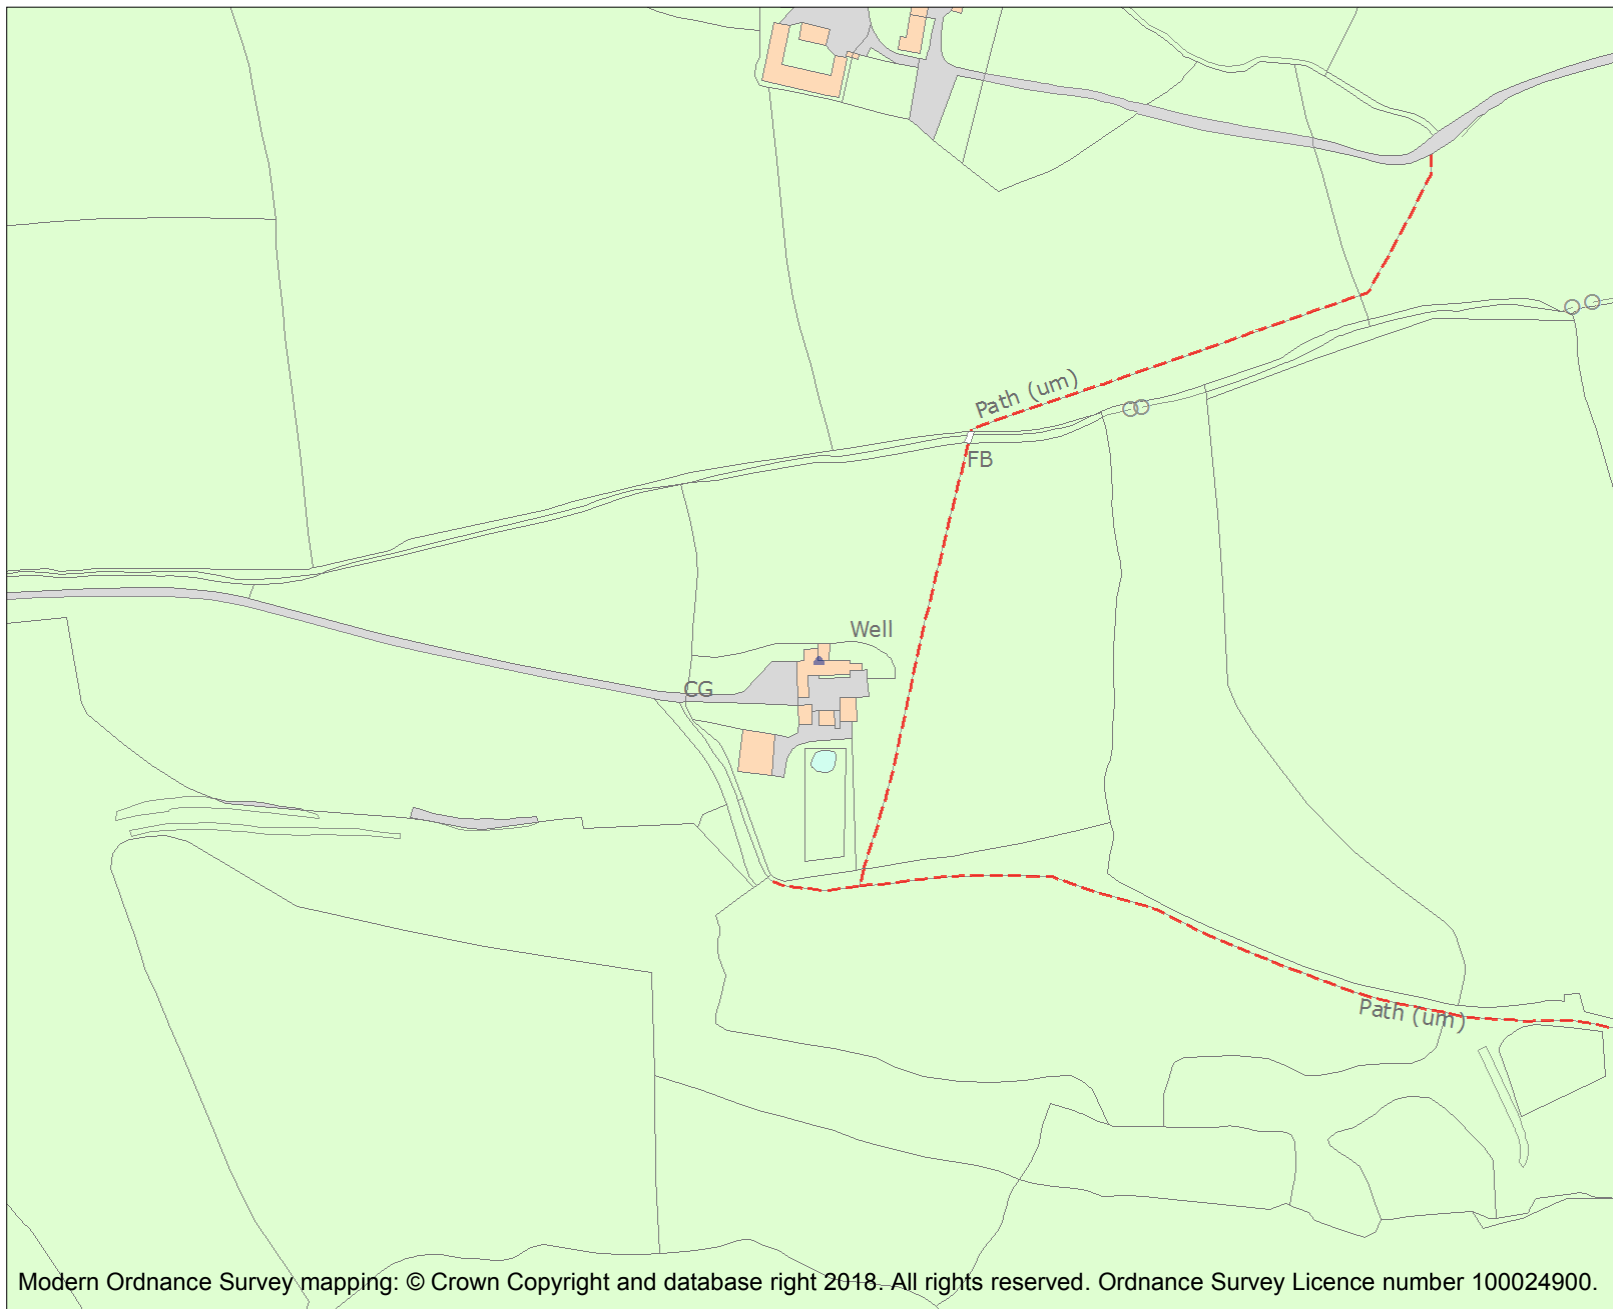 Path (um)
FB
Well
CG
Path (um)
Modern Ordnance Survey mapping: © Crown Copyright and database right 2018. All rights reserved. Ordnance Survey Licence number 100024900.